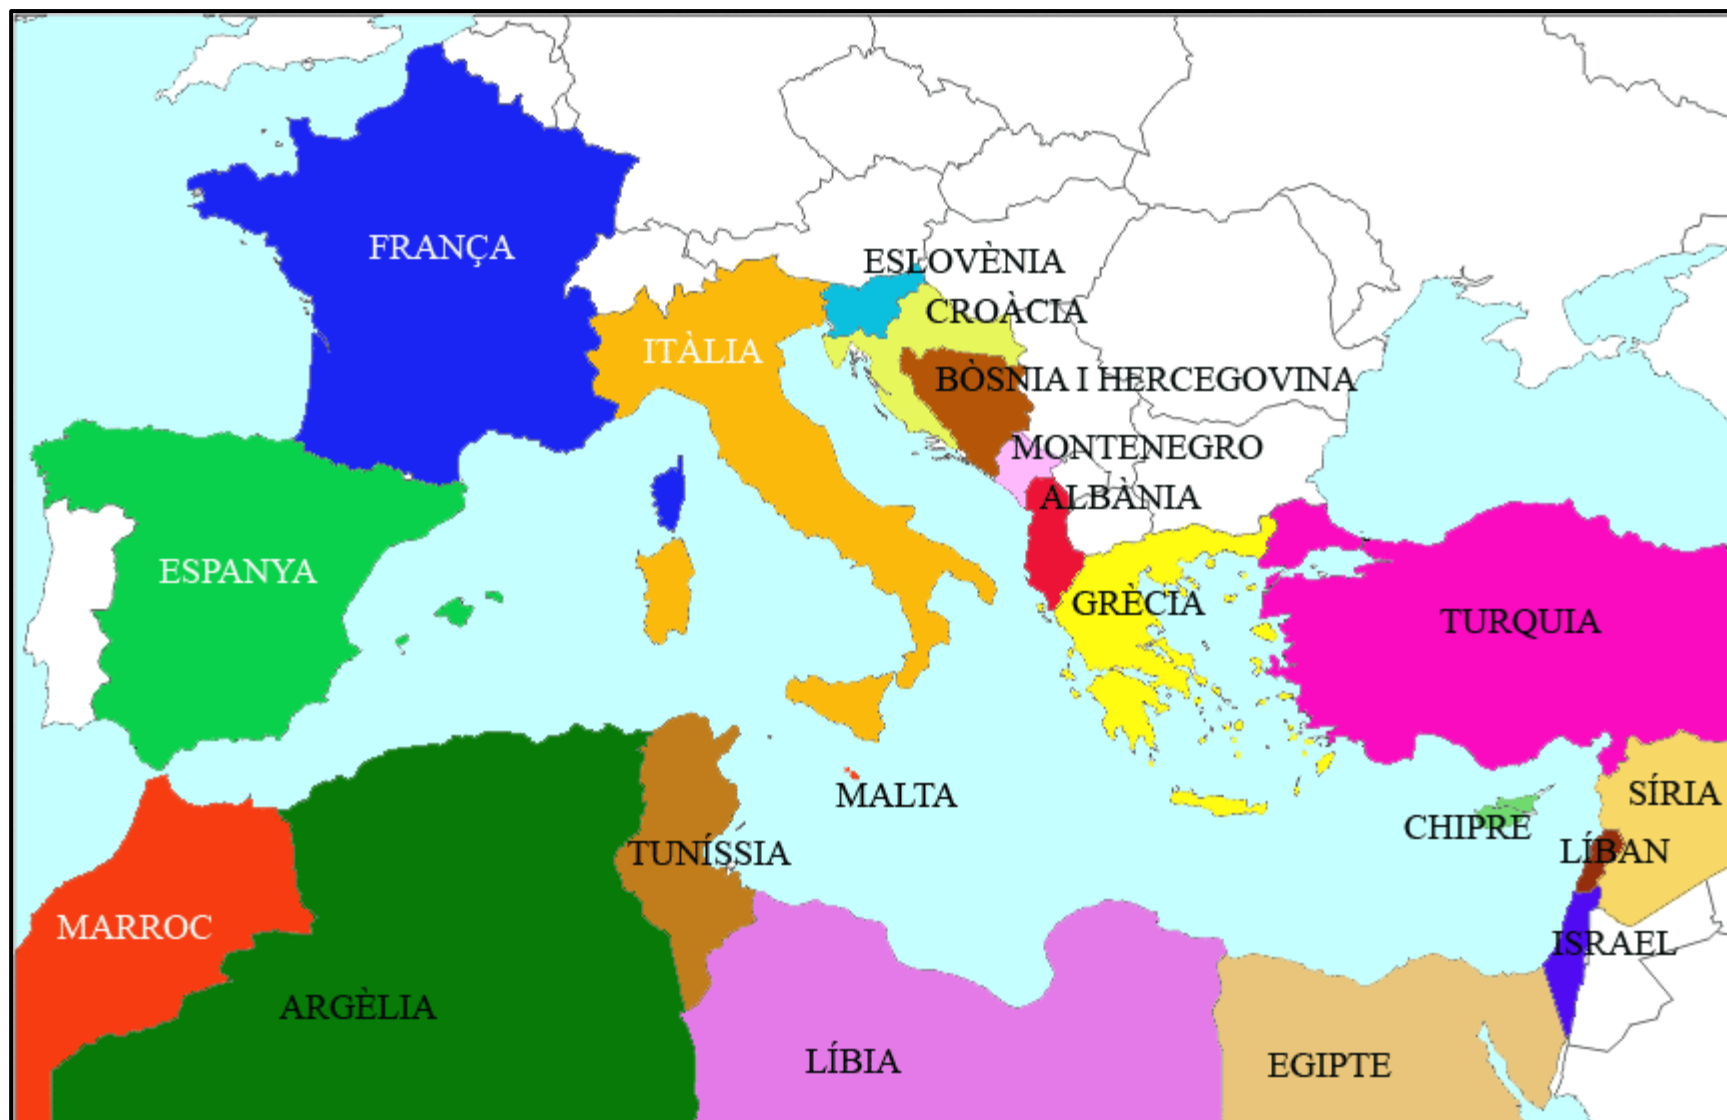 FRANÇA
ESLOVÈNIA
CROÀCIA
ITÀLIA
BÒSNIA I HERCEGOVINA
MONTENEGRO
ALBÀNIA
ESPANYA
GRÈCIA
TURQUIA
MALTA
SÍRIA
CHIPRE
TUNÍSSIA
LÍBAN
MARROC
ISRAEL
ARGÈLIA
LÍBIA
EGIPTE